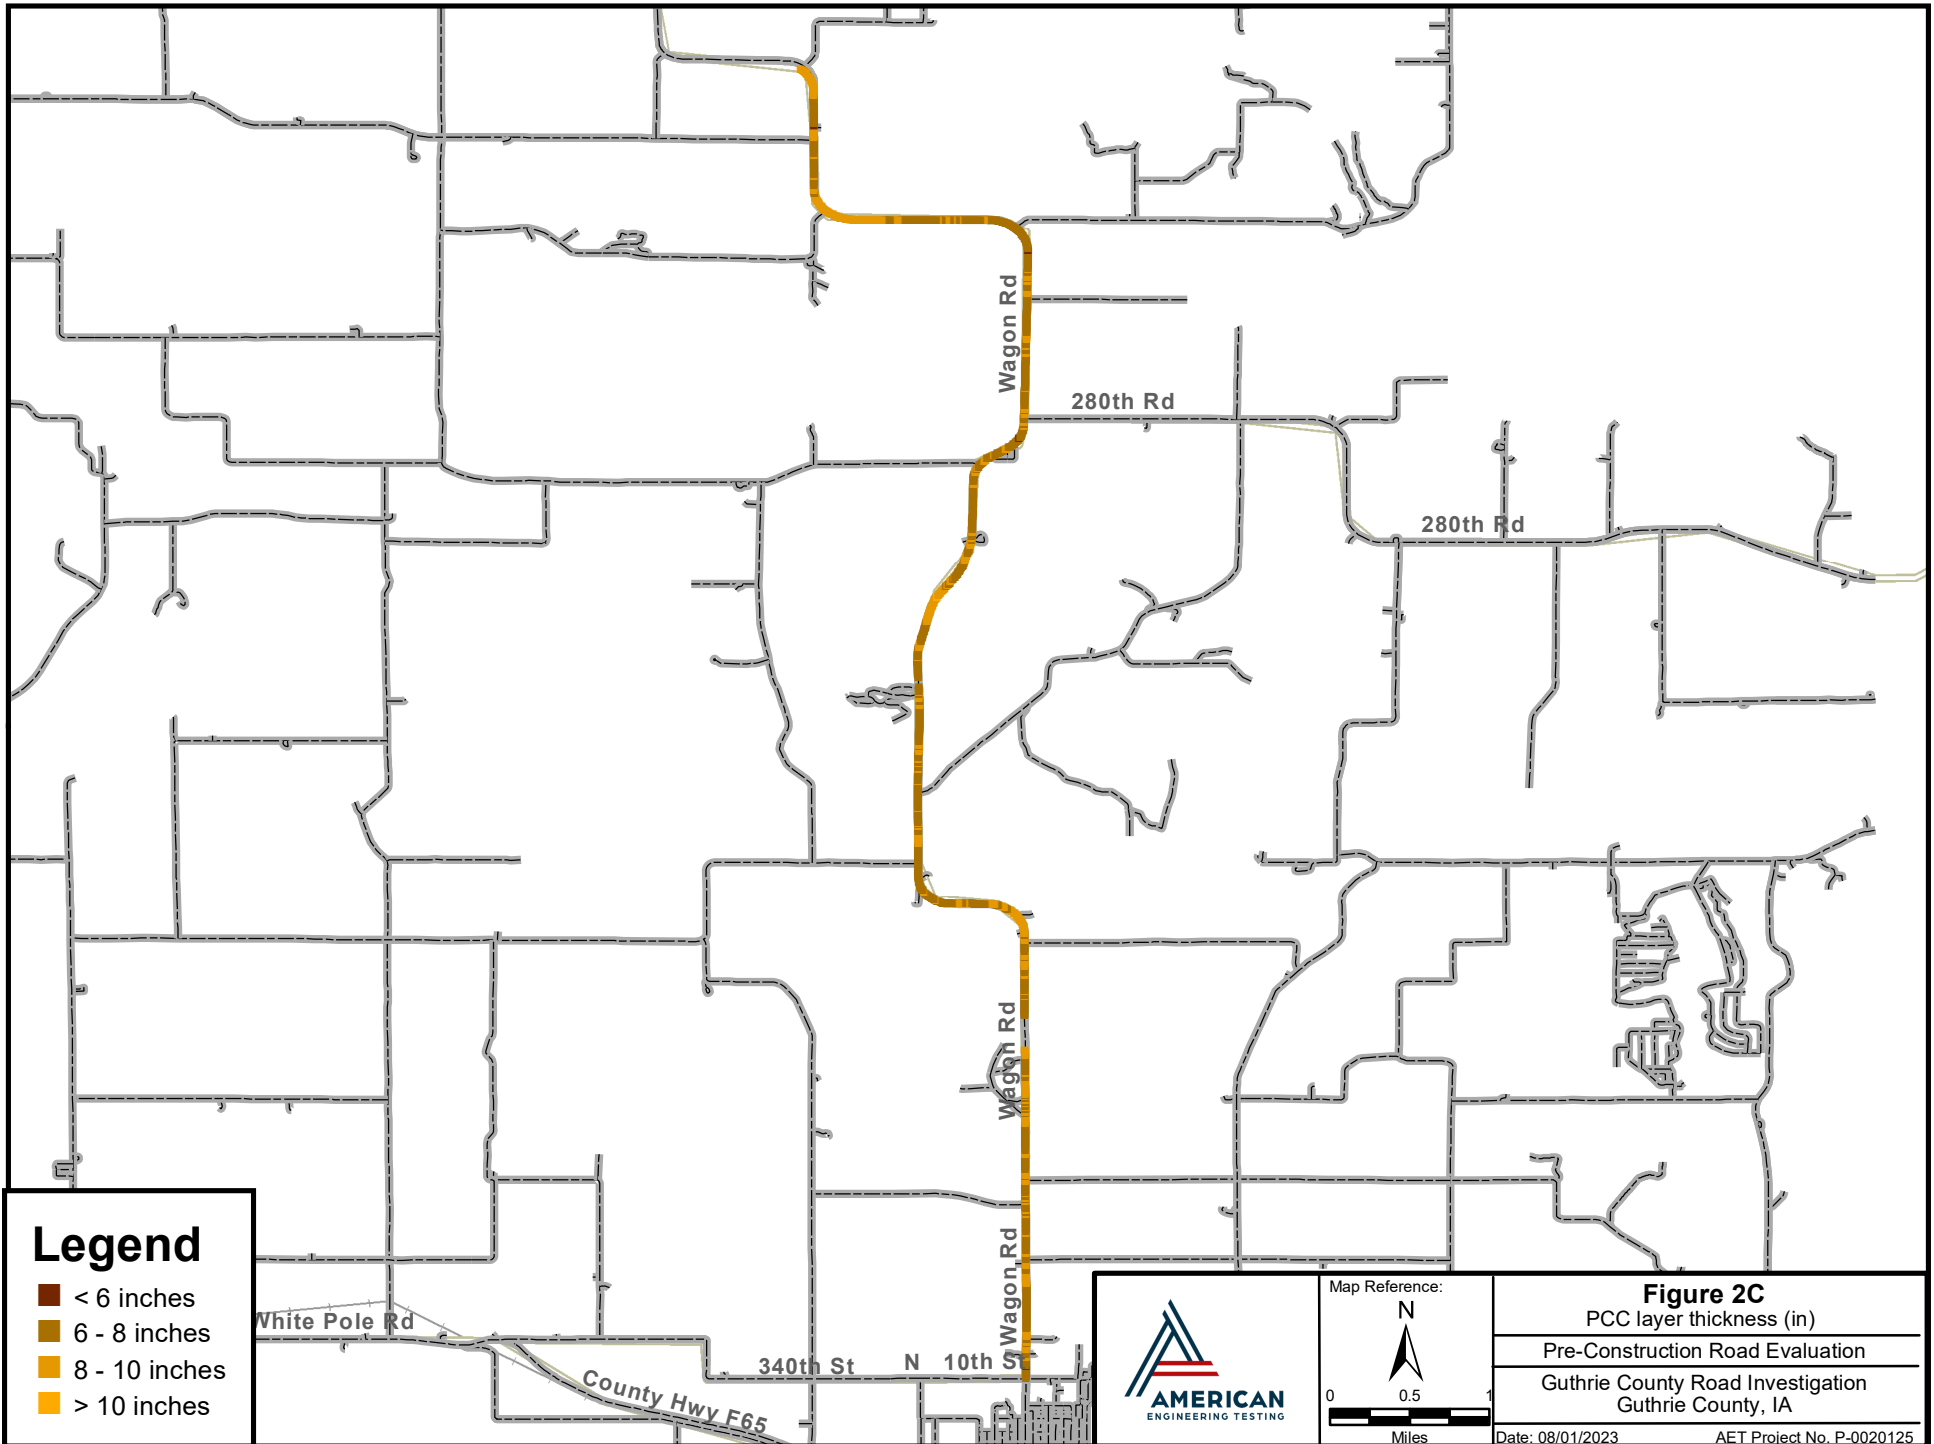 Wagon Rd
280th Rd
280th Rd
Wagon Rd
Wagon Rd
White Pole Rd
340th St
N 10th St
County Hwy F65
Legend
< 6 inches
6 - 8 inches
8 - 10 inches
> 10 inches
AMERICAN
ENGINEERING TESTING
Map Reference:
N
0 0.5 1
Miles
Figure 2C
PCC layer thickness (in)
Pre-Construction Road Evaluation
Guthrie County Road Investigation
Guthrie County, IA
Date: 08/01/2023 AET Project No. P-0020125